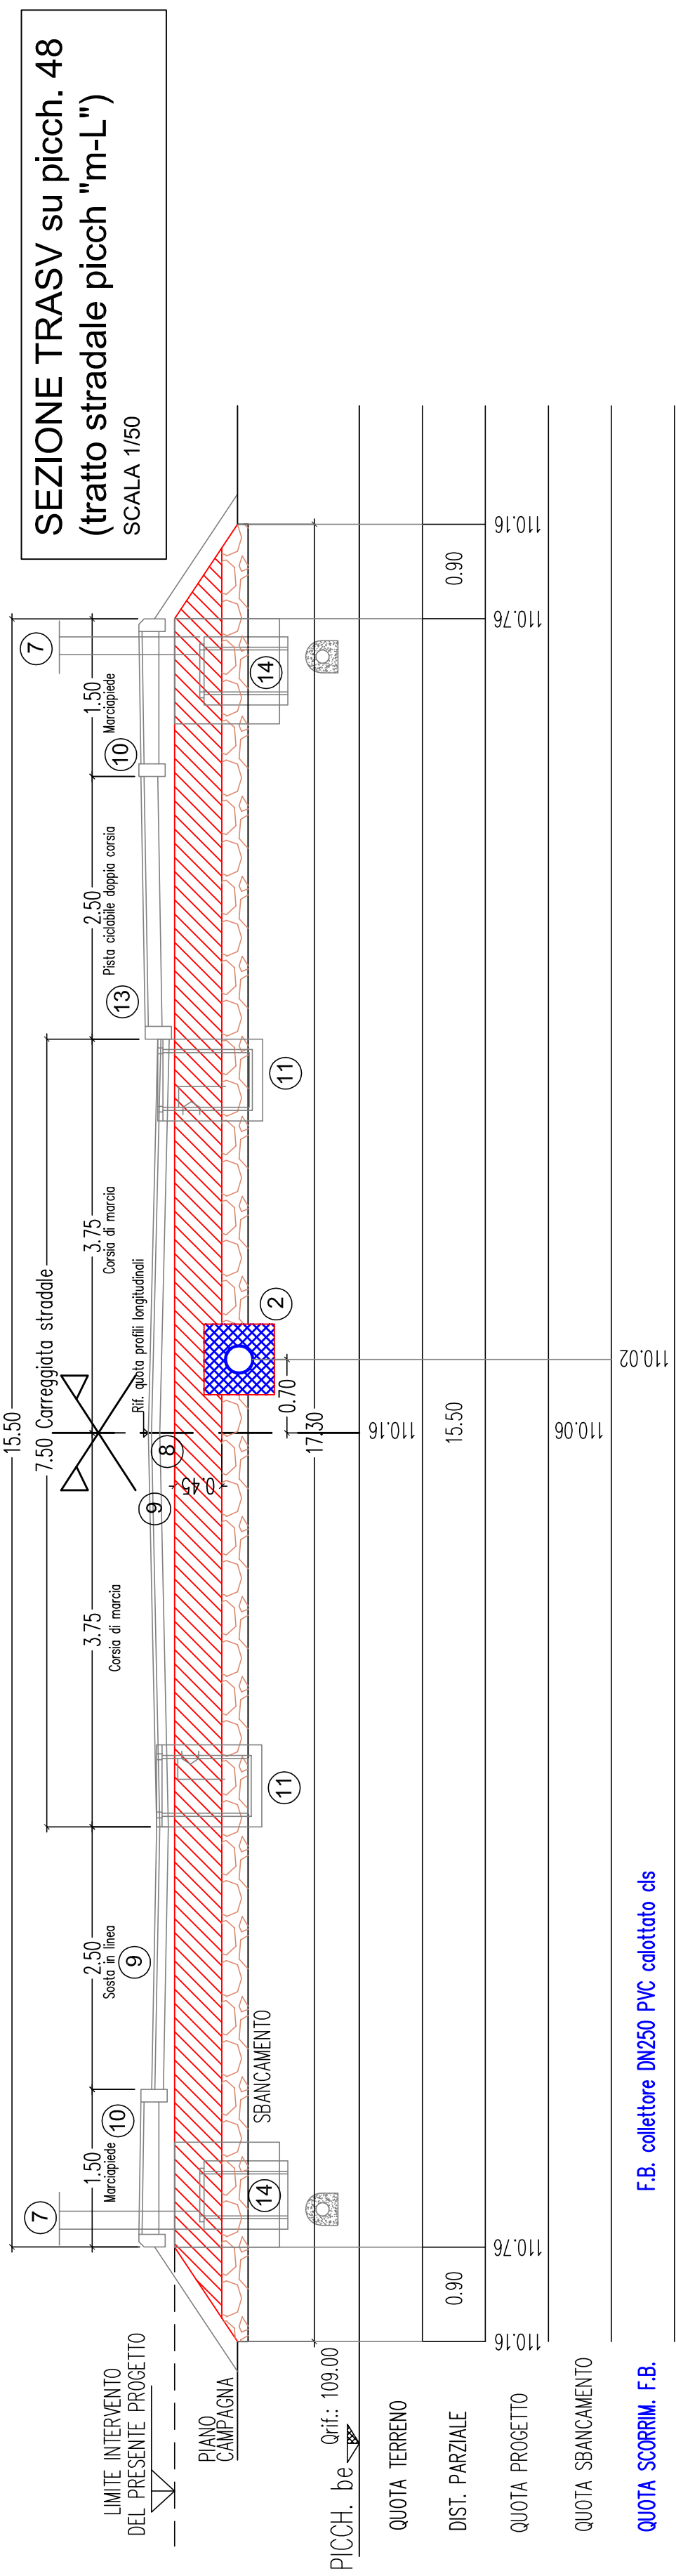 SEZIONE TRASV su picch. 48
(tratto stradale picch "m-L")
SCALA 1/50
15.50
7.50 Carreggiata stradale
1.50
Marciapiede
2.50
Sosta in linea
3.75
Corsia di marcia
3.75
Corsia di marcia
2.50
Pista ciclabile doppia corsia
1.50
Marciapiede
7
10
9
9
8
Rif. quota profili longitudinali
13
10
7
LIMITE INTERVENTO
DEL PRESENTE PROGETTO
PIANO
CAMPAGNA
0.45
14
SBANCAMENTO
11
2
11
14
0.70
17.30
PICCH. be
Qrif.: 109.00
QUOTA TERRENO
110.16
DIST. PARZIALE
0.90
15.50
0.90
QUOTA PROGETTO
110.16
110.76
110.76
110.16
QUOTA SBANCAMENTO
110.06
QUOTA SCORRIM. F.B.
F.B. collettore DN250 PVC calottato cls
110.02